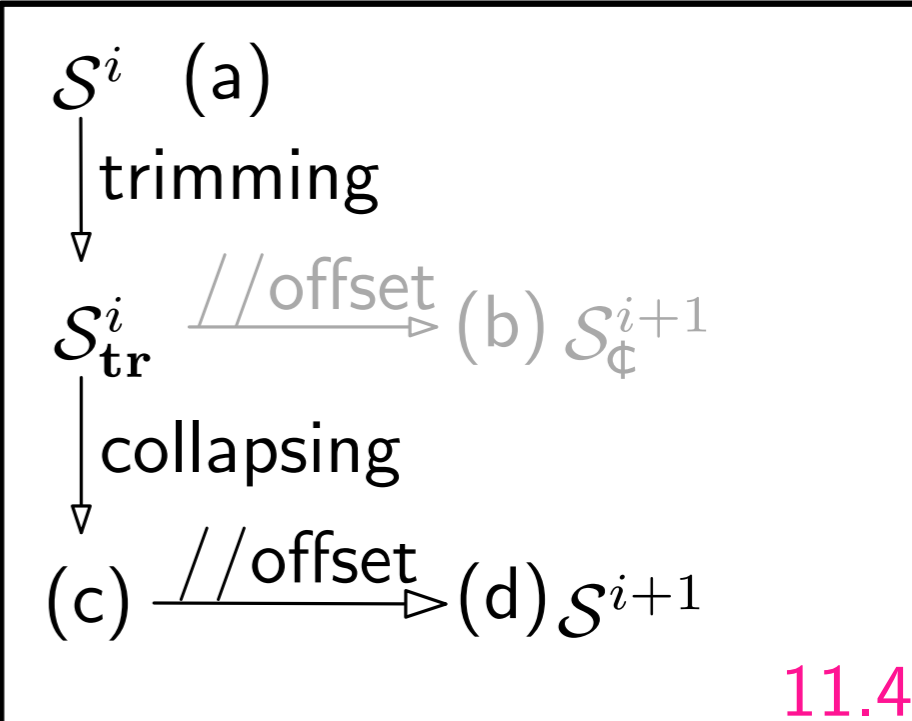 𝒮^i (a)
trimming
𝒮^i_tr //offset (b) 𝒮^{i+1}_¢
collapsing
(c) //offset (d) 𝒮^{i+1}
11.4